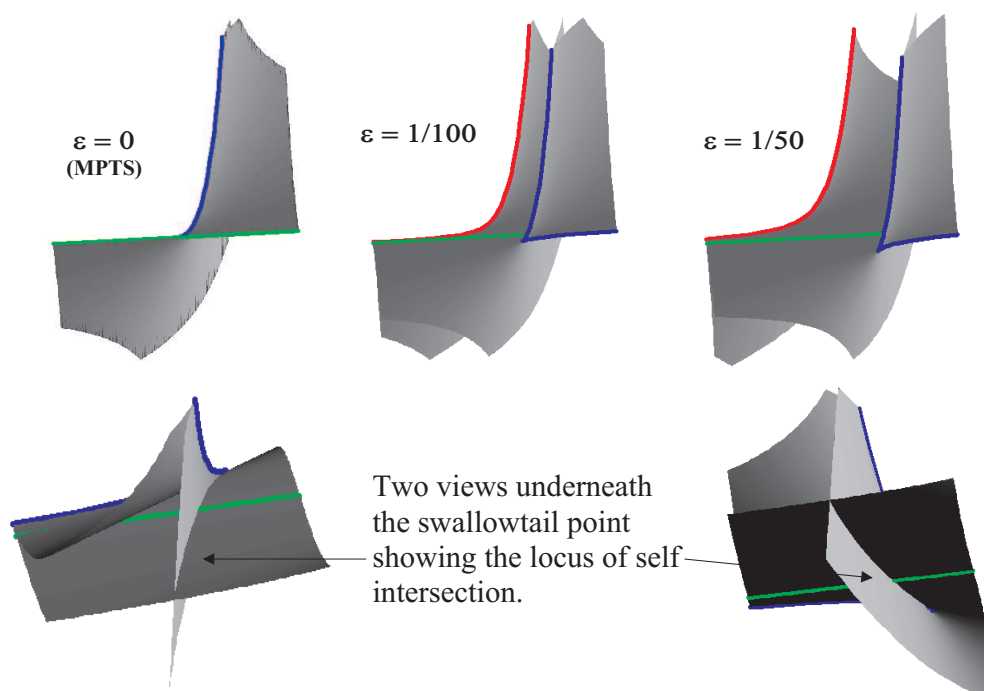 ε = 0
(MPTS)
ε = 1/100
ε = 1/50
Two views underneath
the swallowtail point
showing the locus of self
intersection.